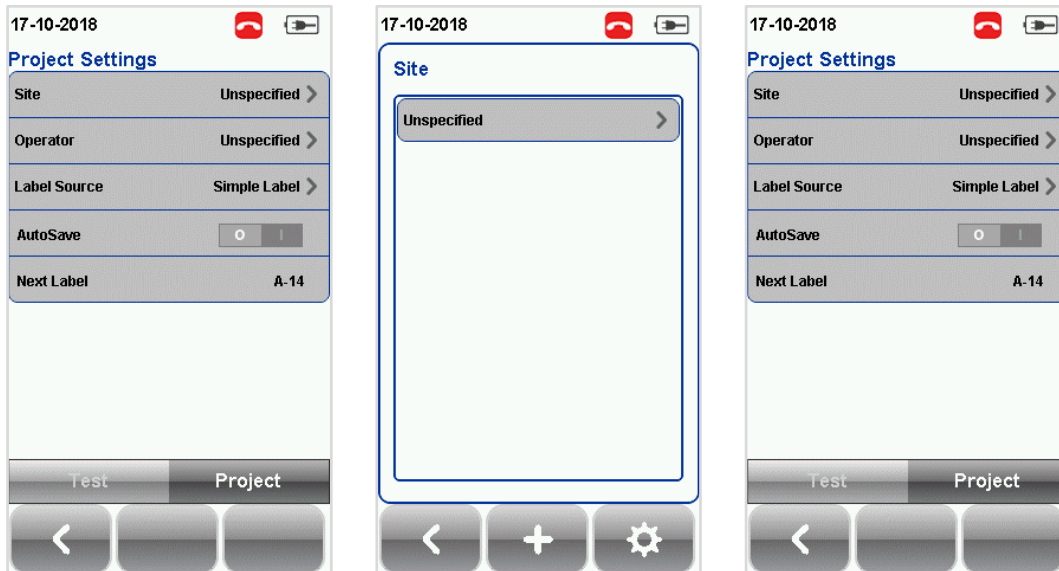 17-10-2018
Project Settings
Site Unspecified
Operator Unspecified
Label Source Simple Label
AutoSave O I
Next Label A-14
Test Project
17-10-2018
Site
Unspecified
17-10-2018
Project Settings
Site Unspecified
Operator Unspecified
Label Source Simple Label
AutoSave O I
Next Label A-14
Test Project